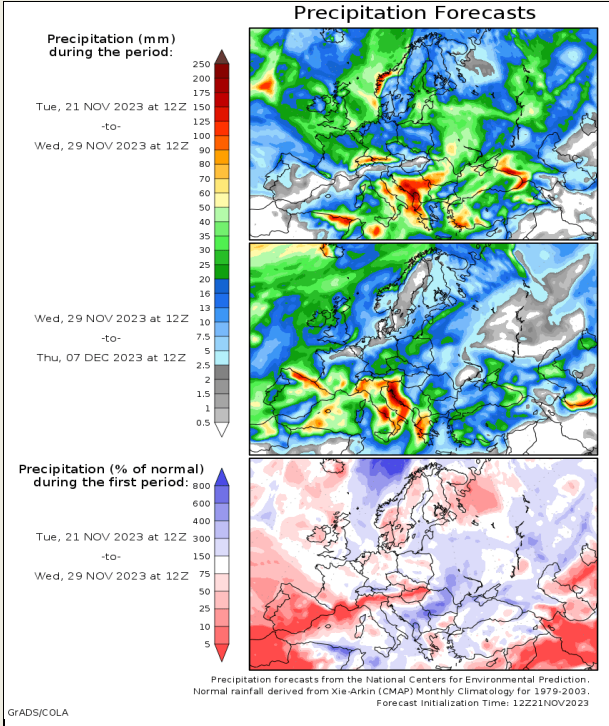 Precipitation Forecasts
Precipitation (mm)
during the period:
Tue, 21 NOV 2023 at 12Z
-to-
Wed, 29 NOV 2023 at 12Z
250
200
175
150
125
100
90
80
70
60
50
40
35
30
25
20
16
13
10
7.5
5
2.5
2
1.5
1
0.5
Wed, 29 NOV 2023 at 12Z
-to-
Thu, 07 DEC 2023 at 12Z
Precipitation (% of normal)
during the first period:
Tue, 21 NOV 2023 at 12Z
-to-
Wed, 29 NOV 2023 at 12Z
800
600
400
300
150
75
50
25
10
5
Precipitation forecasts from the National Centers for Environmental Prediction.
Normal rainfall derived from Xie-Arkin (CMAP) Monthly Climatology for 1979-2003.
Forecast Initialization Time: 12Z21NOV2023
GrADS/COLA